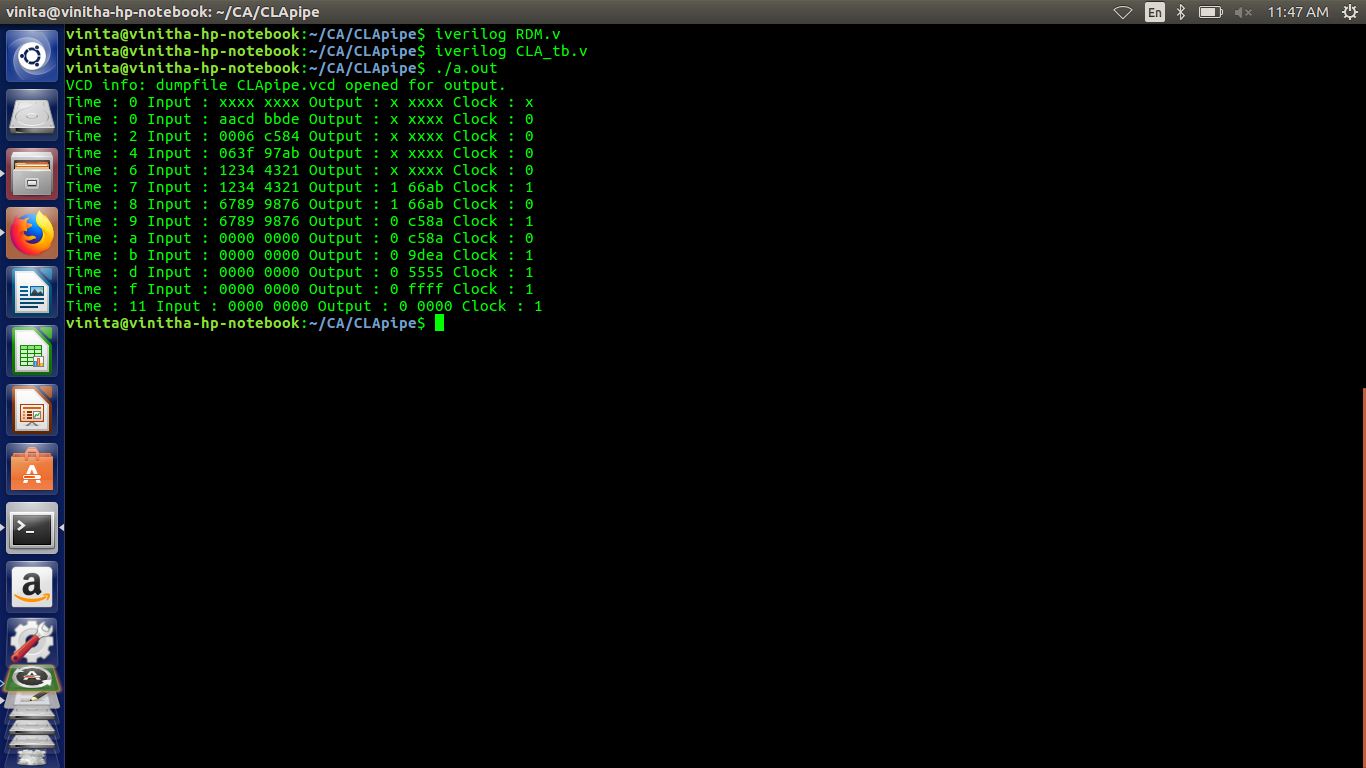 vinita@vinitha-hp-notebook: ~/CA/CLApipe
En
11:47 AM
vinita@vinitha-hp-notebook:~/CA/CLApipe$ iverilog RDM.v
vinita@vinitha-hp-notebook:~/CA/CLApipe$ iverilog CLA_tb.v
vinita@vinitha-hp-notebook:~/CA/CLApipe$ ./a.out
VCD info: dumpfile CLApipe.vcd opened for output.
Time : 0 Input : xxxx xxxx Output : x xxxx Clock : x
Time : 0 Input : aacd bbde Output : x xxxx Clock : 0
Time : 2 Input : 0006 c584 Output : x xxxx Clock : 0
Time : 4 Input : 063f 97ab Output : x xxxx Clock : 0
Time : 6 Input : 1234 4321 Output : x xxxx Clock : 0
Time : 7 Input : 1234 4321 Output : 1 66ab Clock : 1
Time : 8 Input : 6789 9876 Output : 1 66ab Clock : 0
Time : 9 Input : 6789 9876 Output : 0 c58a Clock : 1
Time : a Input : 0000 0000 Output : 0 c58a Clock : 0
Time : b Input : 0000 0000 Output : 0 9dea Clock : 1
Time : d Input : 0000 0000 Output : 0 5555 Clock : 1
Time : f Input : 0000 0000 Output : 0 ffff Clock : 1
Time : 11 Input : 0000 0000 Output : 0 0000 Clock : 1
vinita@vinitha-hp-notebook:~/CA/CLApipe$